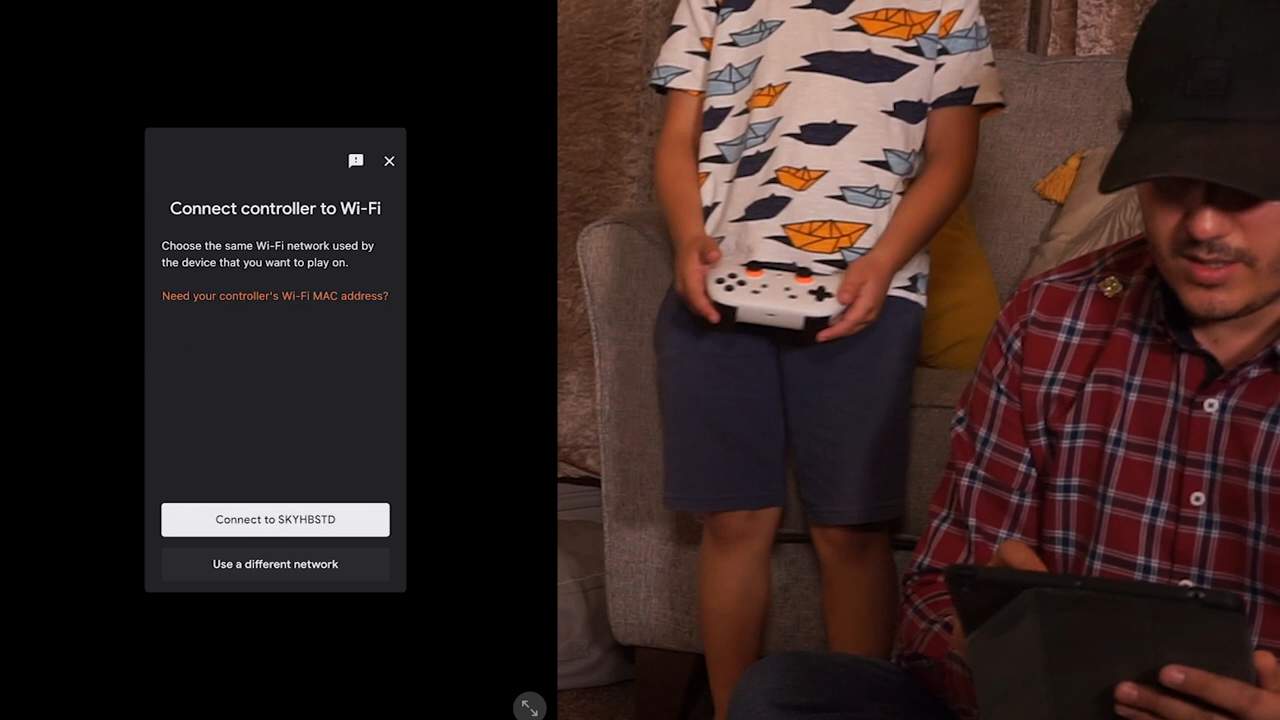 Connect controller to Wi-Fi
Choose the same Wi-Fi network used by
the device that you want to play on.
Need your controller's Wi-Fi MAC address?
Connect to SKYHBSTD
Use a different network